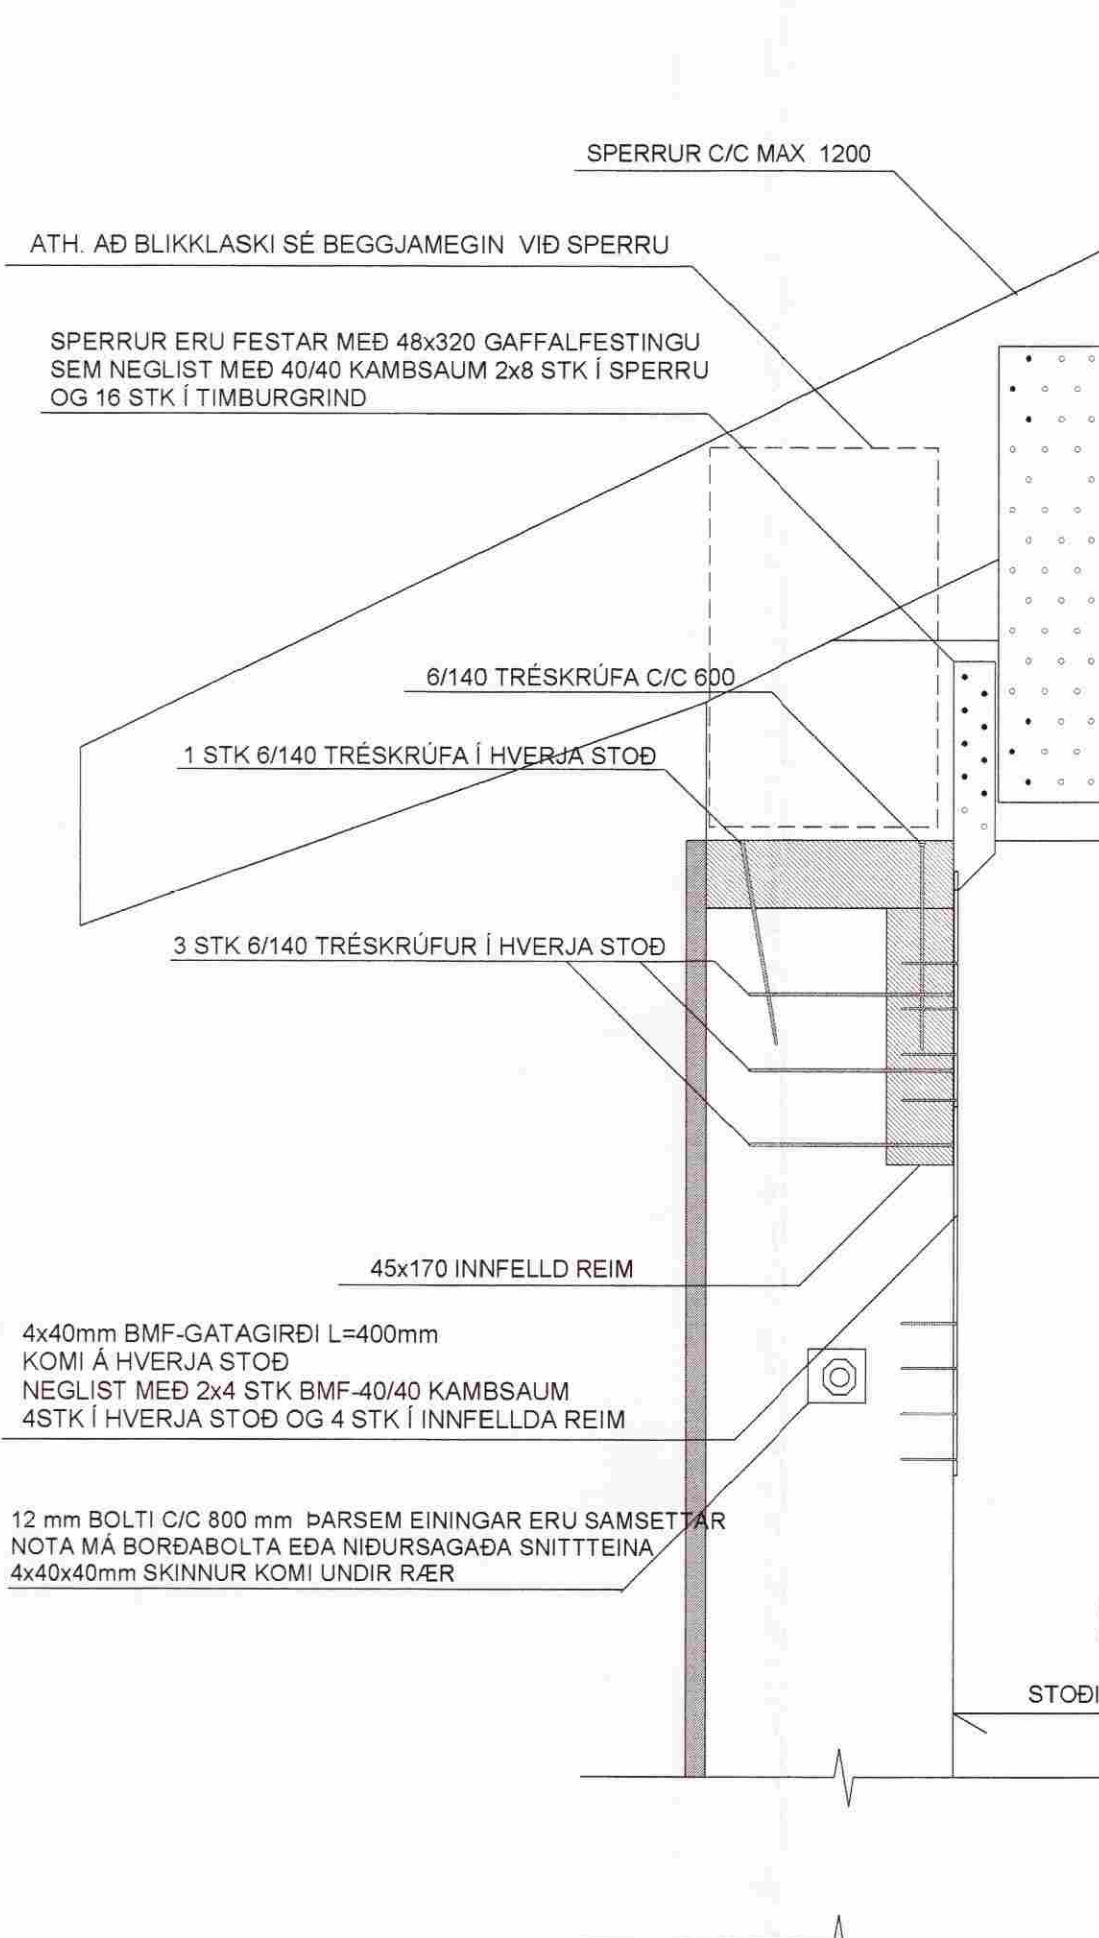 SPERRUR C/C MAX 1200
ATH. AÐ BLIKKLASKI SÉ BEGGJAMEGIN VIÐ SPERRU
SPERRUR ERU FESTAR MEÐ 48x320 GAFFALFESTINGU
SEM NEGLIST MEÐ 40/40 KAMBSAUM 2x8 STK Í SPERRU
OG 16 STK Í TIMBURGRIND
6/140 TRÉSKRÚFA C/C 600
1 STK 6/140 TRÉSKRÚFA Í HVERJA STOÐ
3 STK 6/140 TRÉSKRÚFUR Í HVERJA STOÐ
45x170 INNFELLD REIM
4x40mm BMF-GATAGIRÐI L=400mm
KOMI Á HVERJA STOÐ
NEGLIST MEÐ 2x4 STK BMF-40/40 KAMBSAUM
4STK Í HVERJA STOÐ OG 4 STK Í INNFELLDA REIM
12 mm BOLTI C/C 800 mm ÞARSEM EININGAR ERU SAMSETTAR
NOTA MÁ BORÐABOLTA EÐA NIÐURSAGAÐA SNITTTEINA
4x40x40mm SKINNUR KOMI UNDIR RÆR
STOÐI